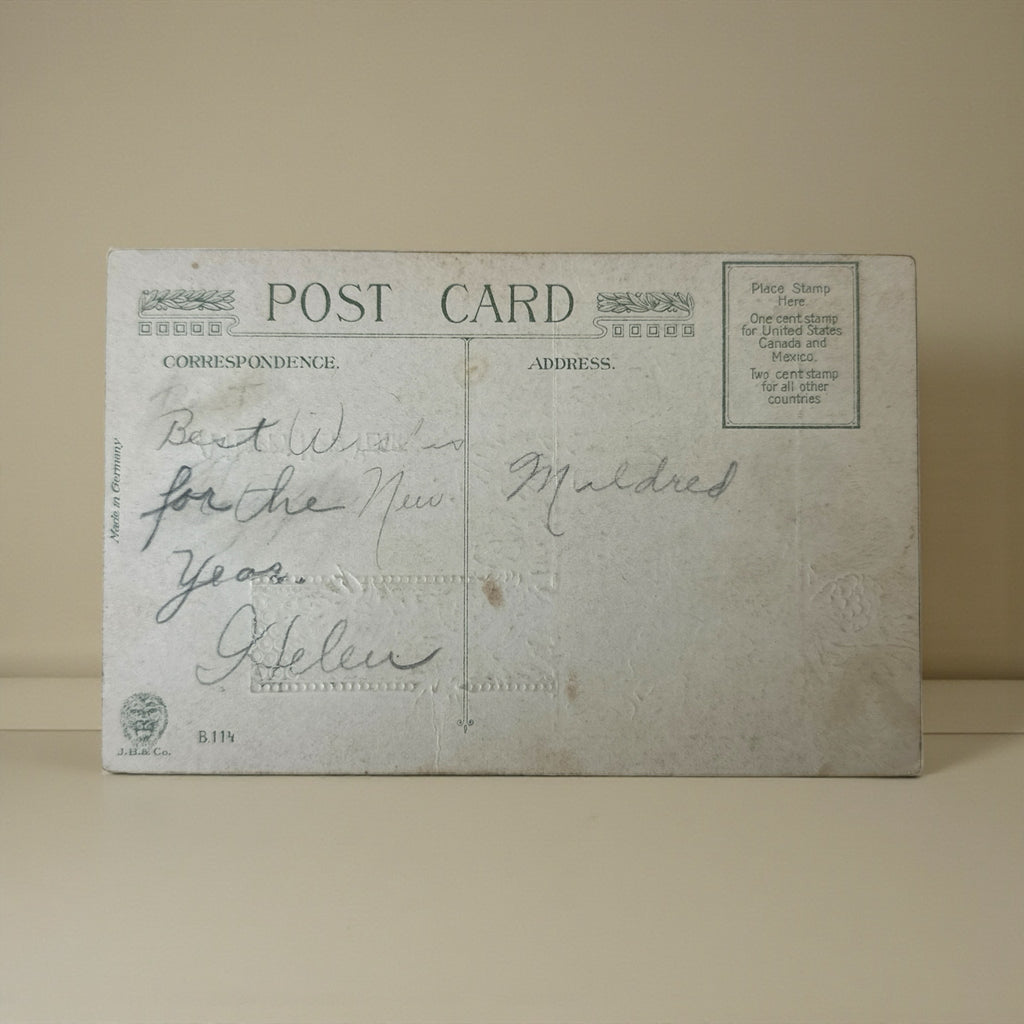 POST CARD
CORRESPONDENCE.
ADDRESS.
Place Stamp
Here.
One cent stamp
for United States
Canada and
Mexico.
Two cent stamp
for all other
countries
Best Wishes
for the New
Year.
Helen
Mildred
Made in Germany
J.H.& Co.
B.114